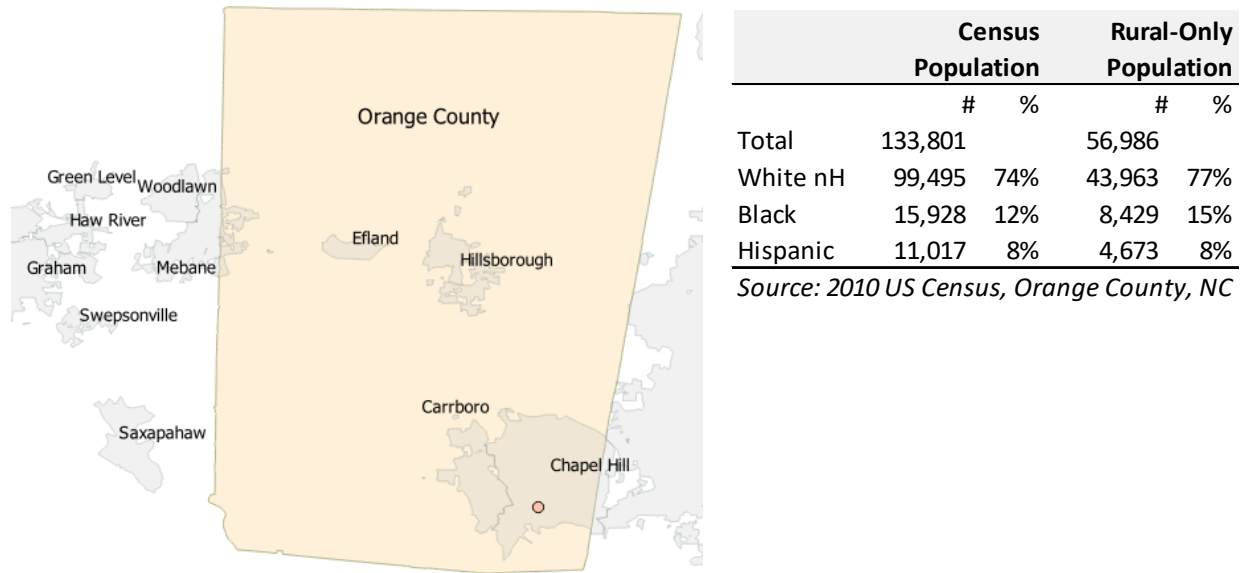 Orange County
Green Level
Woodlawn
Haw River
Efland
Hillsborough
Graham
Mebane
Swepsonville
Carrboro
Saxapahaw
Chapel Hill
Census Rural-Only
Population Population
# % # %
Total 133,801 56,986
White nH 99,495 74% 43,963 77%
Black 15,928 12% 8,429 15%
Hispanic 11,017 8% 4,673 8%
Source: 2010 US Census, Orange County, NC